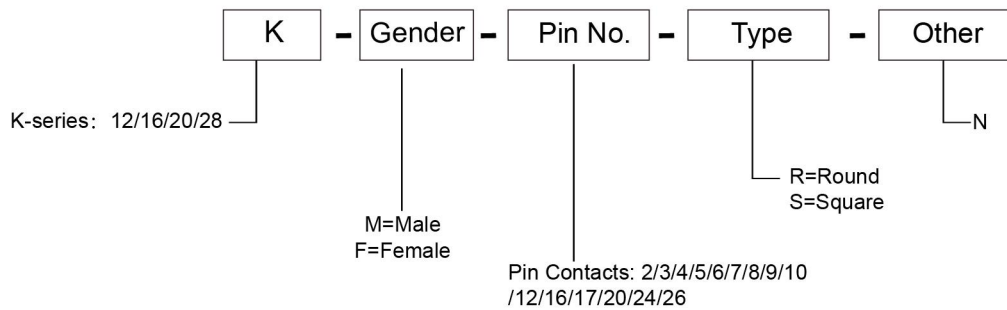 K - Gender - Pin No. - Type - Other
K-series: 12/16/20/28
N
R=Round
S=Square
M=Male
F=Female
Pin Contacts: 2/3/4/5/6/7/8/9/10
/12/16/17/20/24/26